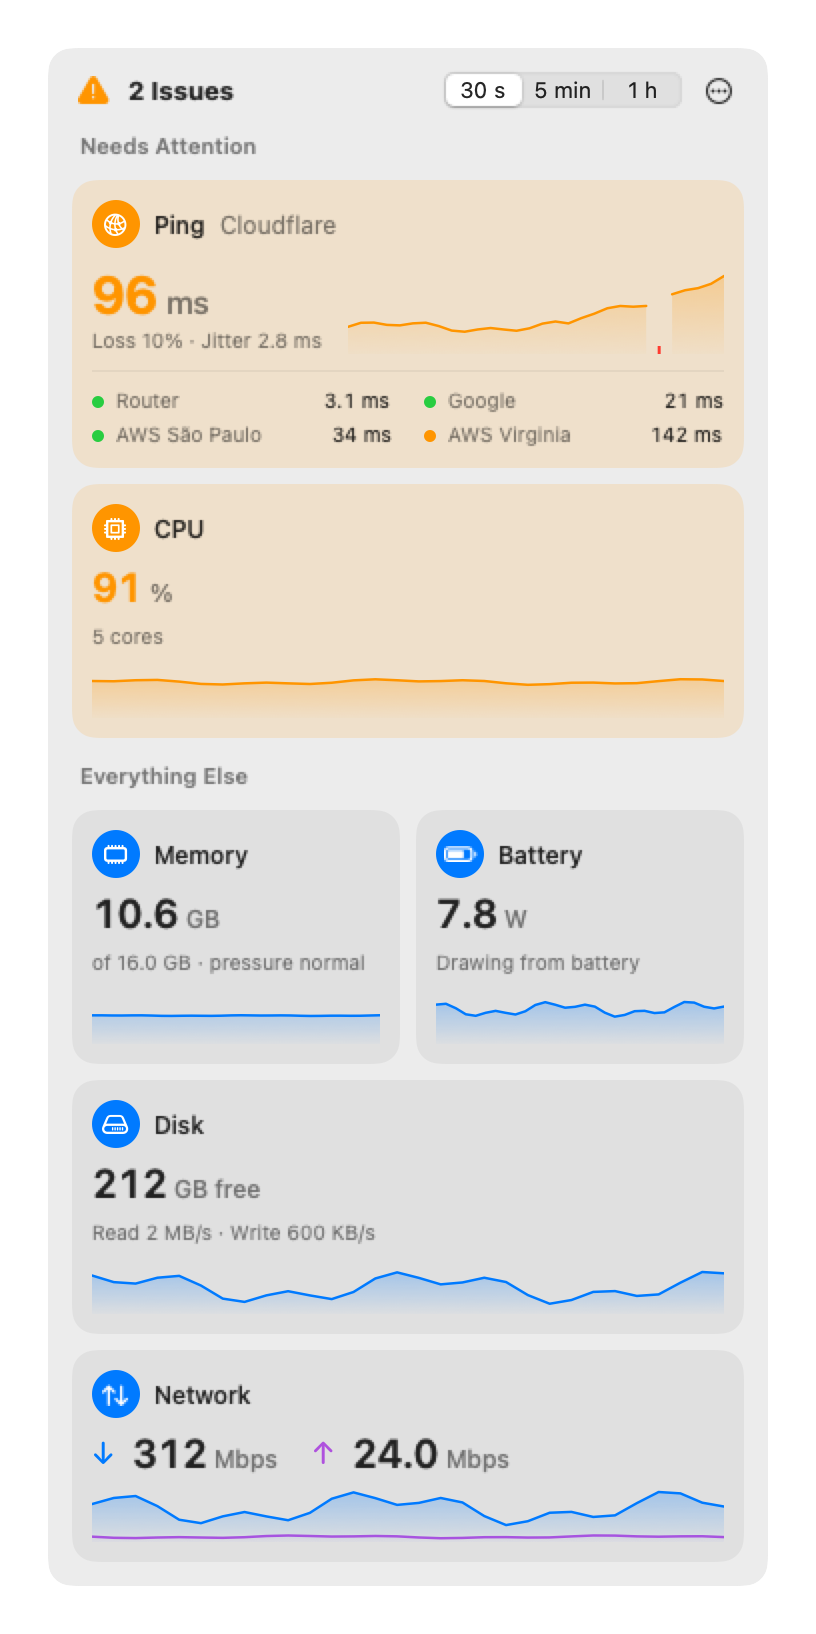 2 Issues
30 s 5 min 1 h
Needs Attention
Ping Cloudflare
96 ms
Loss 10% · Jitter 2.8 ms
Router 3.1 ms Google 21 ms
AWS São Paulo 34 ms AWS Virginia 142 ms
CPU
91 %
5 cores
Everything Else
Memory
10.6 GB
of 16.0 GB · pressure normal
Battery
7.8 W
Drawing from battery
Disk
212 GB free
Read 2 MB/s · Write 600 KB/s
Network
↓ 312 Mbps ↑ 24.0 Mbps